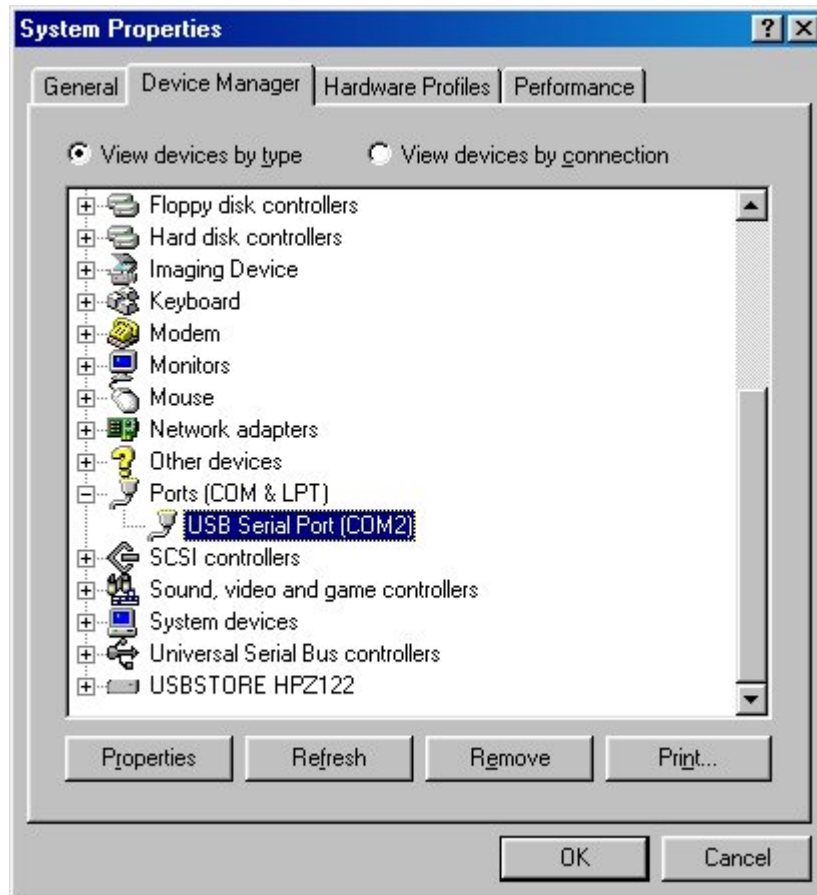 System Properties
General Device Manager Hardware Profiles Performance
View devices by type View devices by connection
Floppy disk controllers
Hard disk controllers
Imaging Device
Keyboard
Modem
Monitors
Mouse
Network adapters
Other devices
Ports (COM & LPT)
USB Serial Port (COM2)
SCSI controllers
Sound, video and game controllers
System devices
Universal Serial Bus controllers
USBSTORE HPZ122
Properties Refresh Remove Print...
OK Cancel